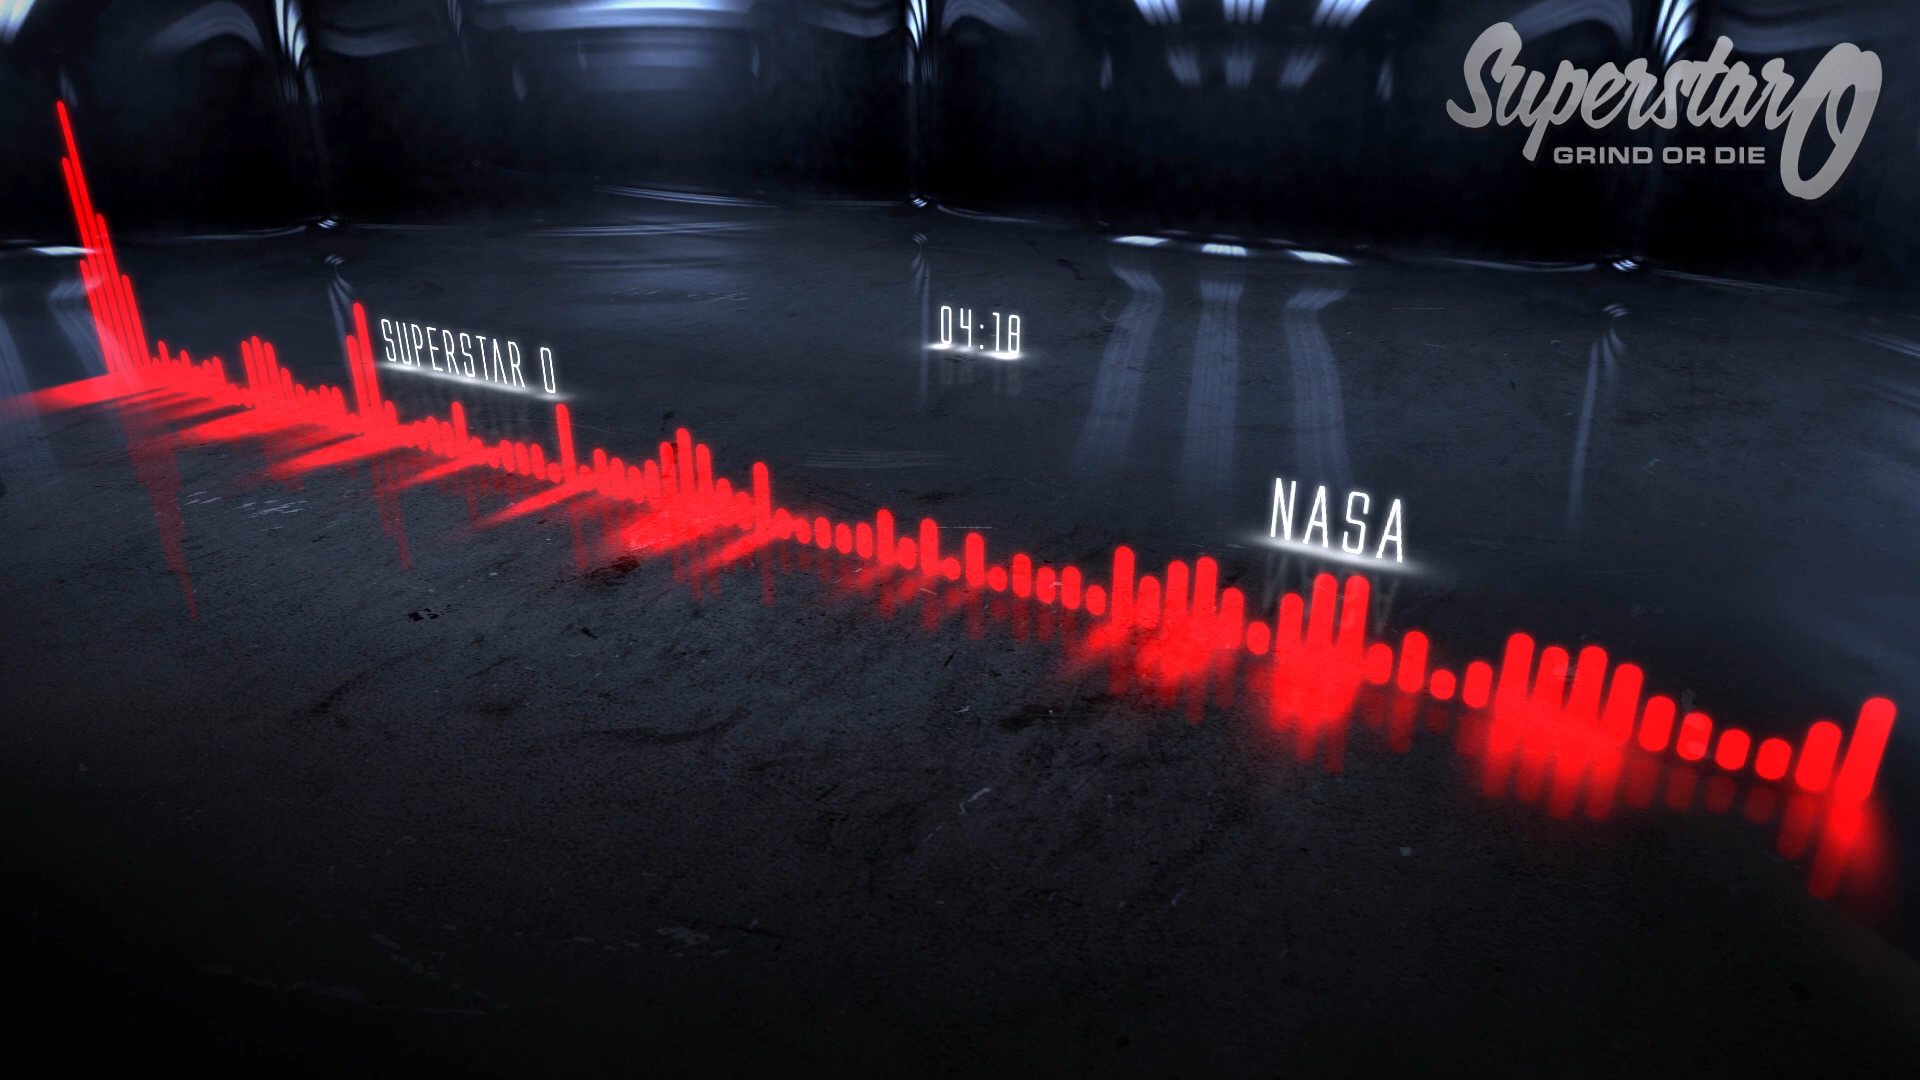 Superstar O
GRIND OR DIE
SUPERSTAR O
04:18
NASA